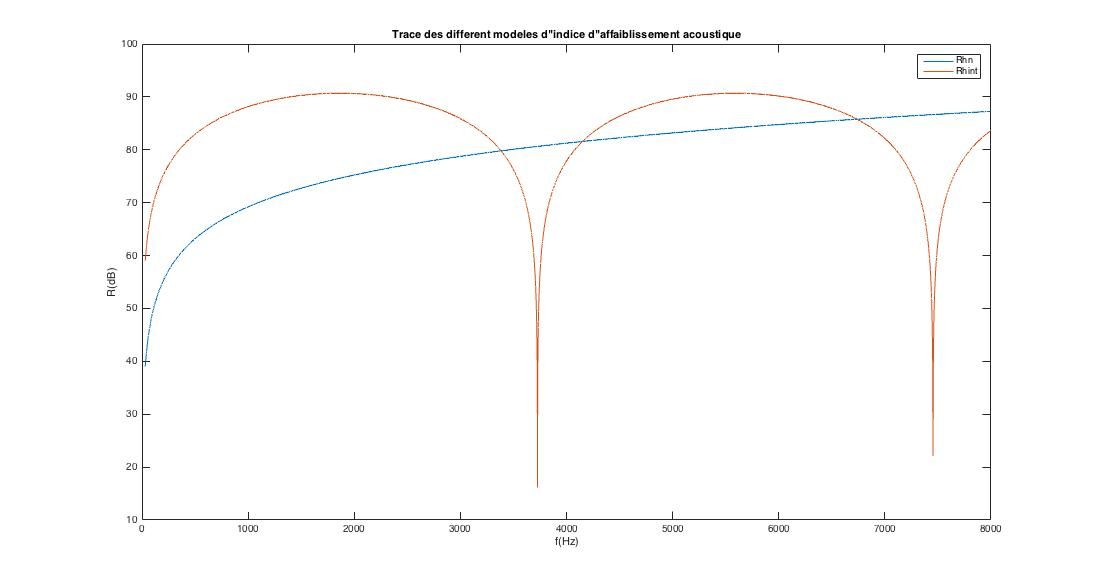 Trace des different modeles d"indice d"affaiblissement acoustique
100
90
80
70
60
50
40
30
20
10
R(dB)
Rhn
Rhint
0 1000 2000 3000 4000 5000 6000 7000 8000
f(Hz)